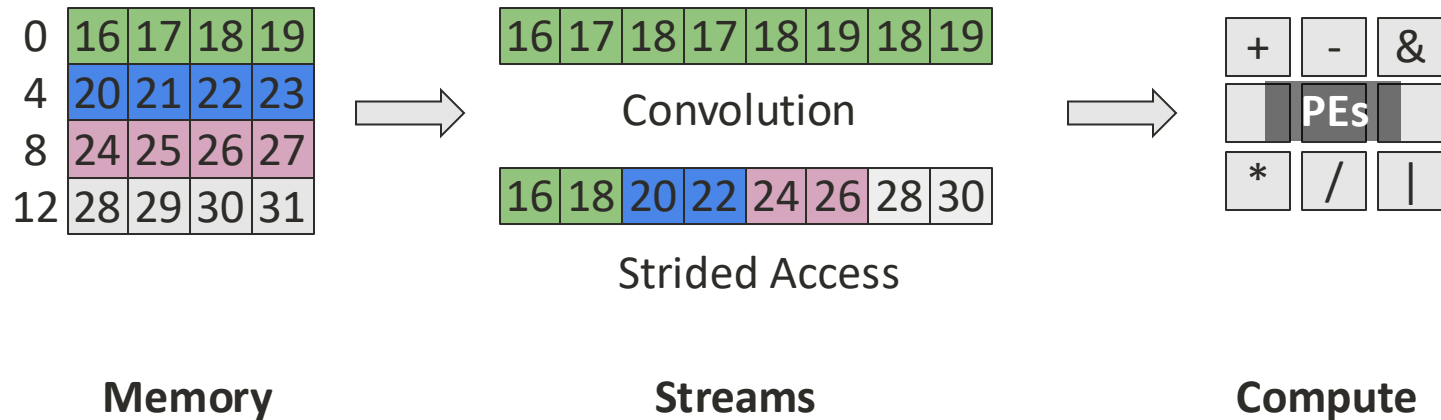 0 16 17 18 19
4 20 21 22 23
8 24 25 26 27
12 28 29 30 31
Memory
16 17 18 17 18 19 18 19
Convolution
16 18 20 22 24 26 28 30
Strided Access
Streams
+ - &
PEs
* / |
Compute